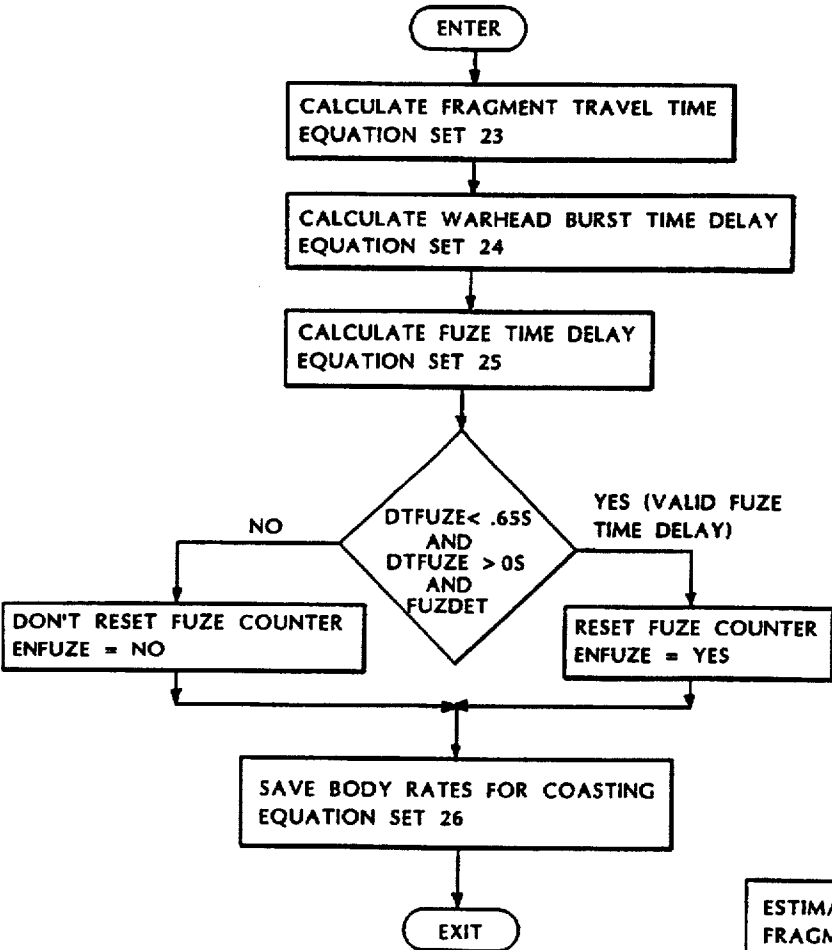 ENTER
CALCULATE FRAGMENT TRAVEL TIME
EQUATION SET 23
CALCULATE WARHEAD BURST TIME DELAY
EQUATION SET 24
CALCULATE FUZE TIME DELAY
EQUATION SET 25
DTFUZE< .65S
AND
DTFUZE > 0S
AND
FUZDET
NO
YES (VALID FUZE
TIME DELAY)
DON'T RESET FUZE COUNTER
ENFUZE = NO
RESET FUZE COUNTER
ENFUZE = YES
SAVE BODY RATES FOR COASTING
EQUATION SET 26
EXIT
ESTIMA
FRAGM